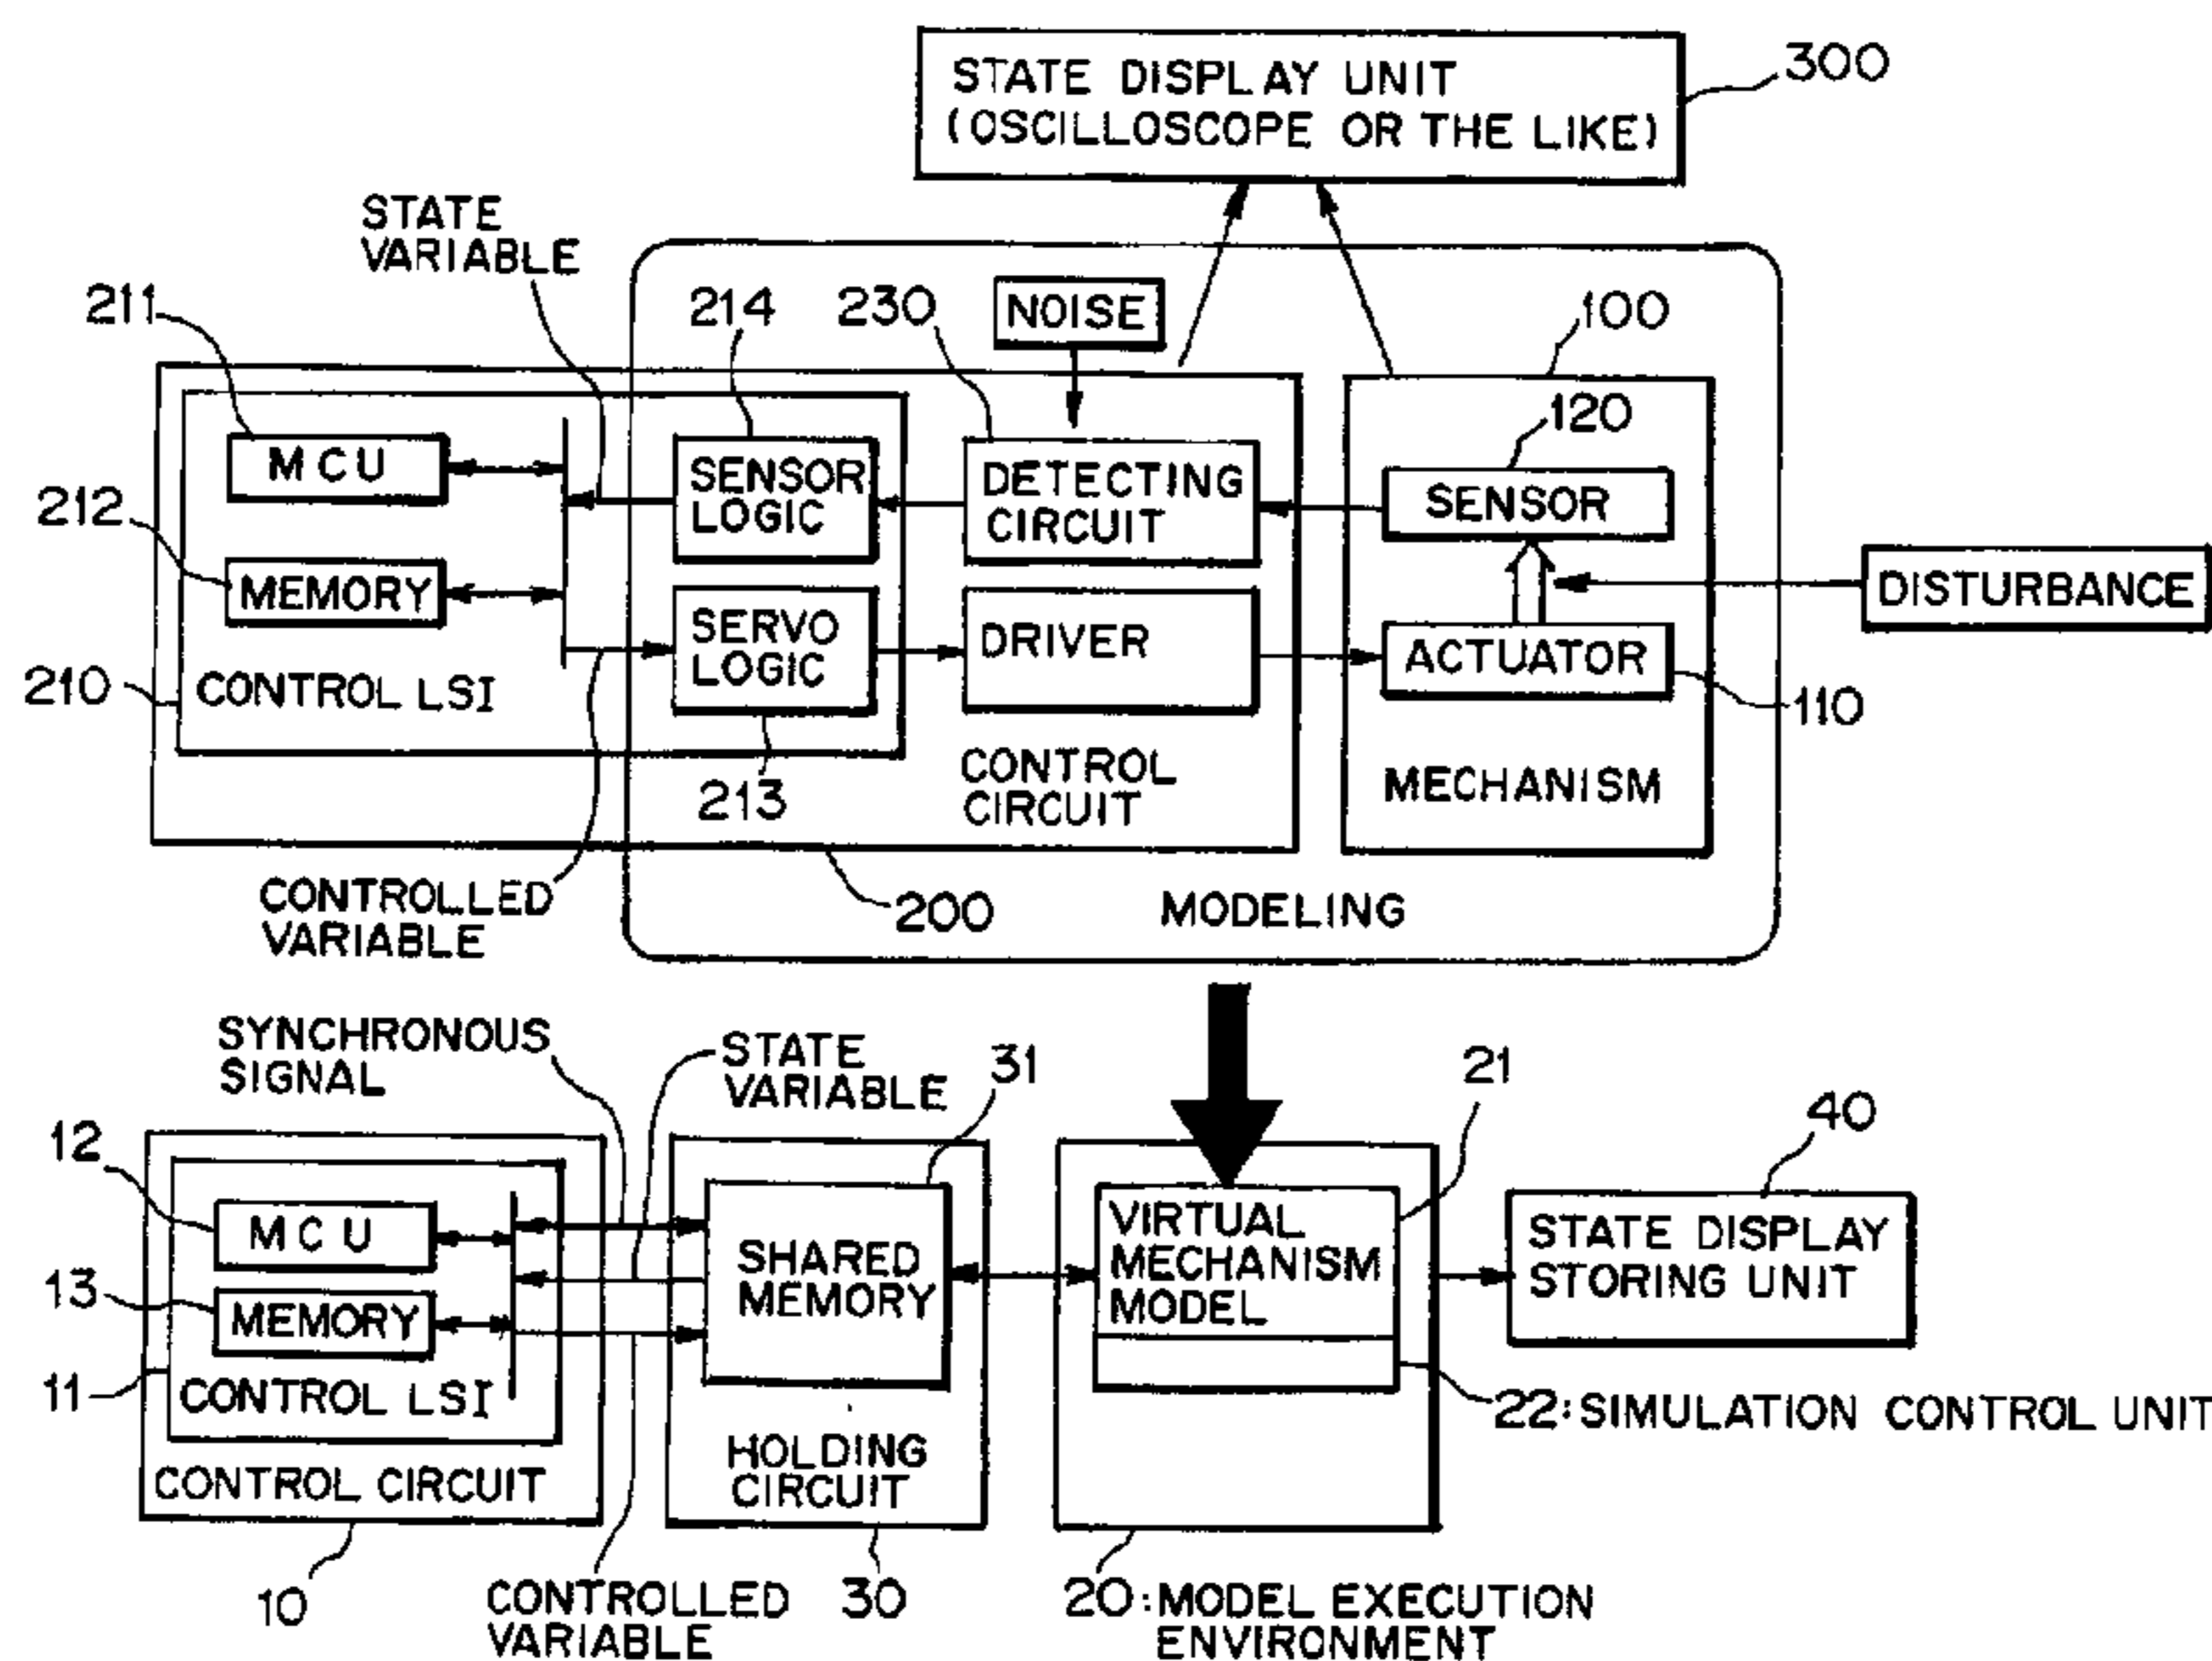 STATE DISPLAY UNIT
(OSCILLOSCOPE OR THE LIKE)
300
STATE
VARIABLE
211
214
230
NOISE
100
120
MCU
SENSOR
LOGIC
DETECTING
CIRCUIT
SENSOR
212
MEMORY
DISTURBANCE
SERVO
LOGIC
DRIVER
ACTUATOR
210
CONTROL LSI
110
213
CONTROL
CIRCUIT
MECHANISM
CONTROLLED
VARIABLE
200
MODELING
SYNCHRONOUS
SIGNAL
STATE
VARIABLE
31
21
40
12
MCU
SHARED
MEMORY
VIRTUAL
MECHANISM
MODEL
STATE DISPLAY
STORING UNIT
13
MEMORY
11
CONTROL LSI
22:SIMULATION CONTROL UNIT
HOLDING
CIRCUIT
CONTROL CIRCUIT
10
CONTROLLED
VARIABLE
30
20:MODEL EXECUTION
ENVIRONMENT